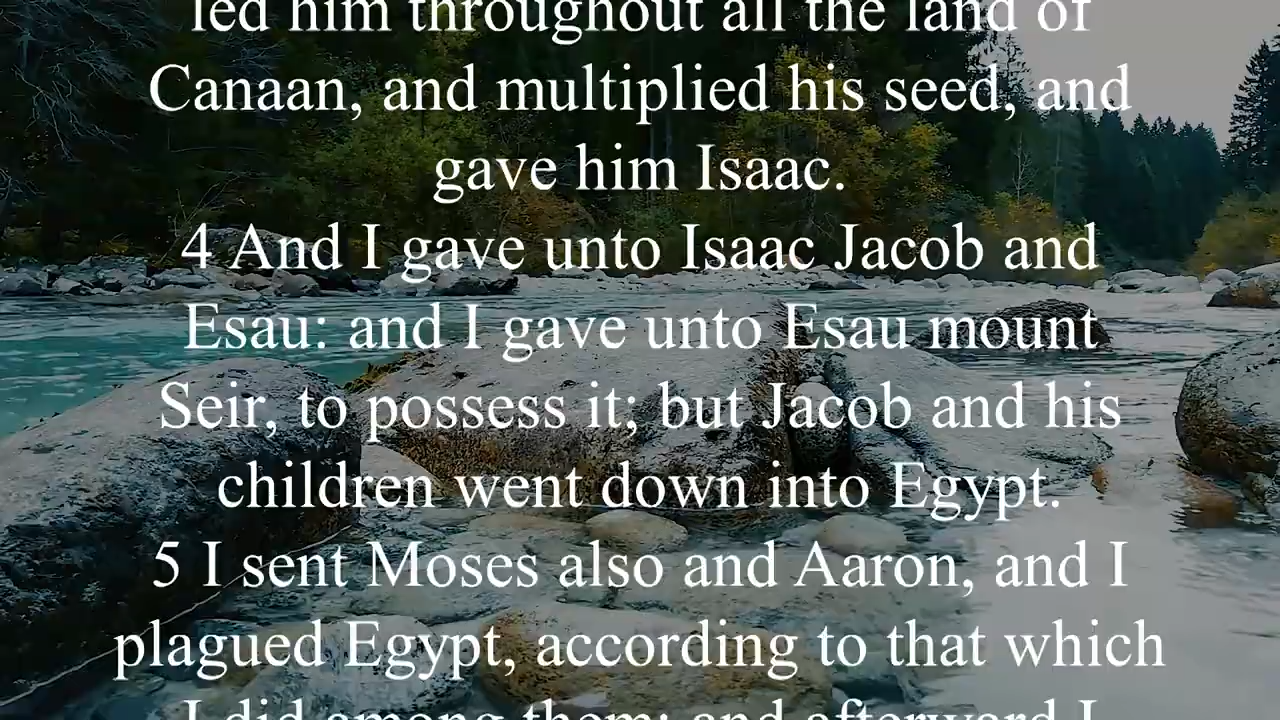 led him throughout all the land of
Canaan, and multiplied his seed, and
gave him Isaac.
4 And I gave unto Isaac Jacob and
Esau: and I gave unto Esau mount
Seir, to possess it; but Jacob and his
children went down into Egypt.
5 I sent Moses also and Aaron, and I
plagued Egypt, according to that which
I did among them: and afterward I